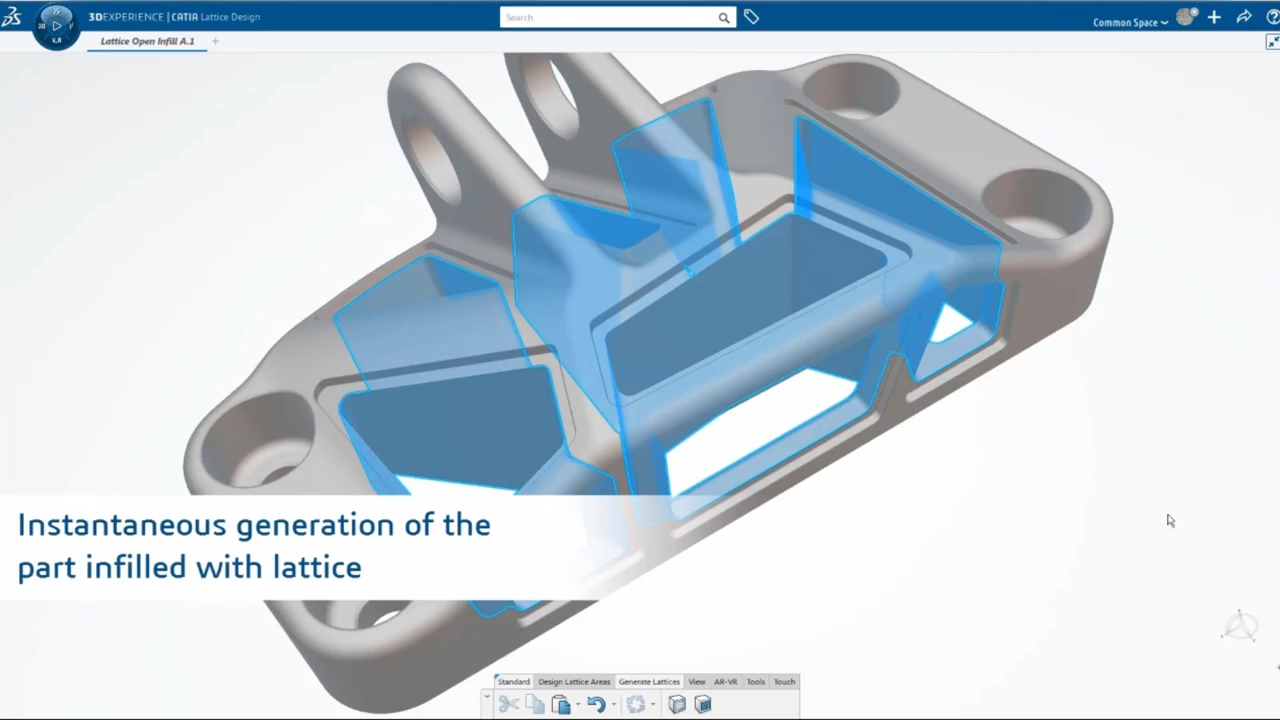 3DEXPERIENCE | CATIA Lattice Design
Search
Common Space
Lattice Open Infill A.1
Instantaneous generation of the
part infilled with lattice
Standard Design Lattice Areas Generate Lattices View AR-VR Tools Touch